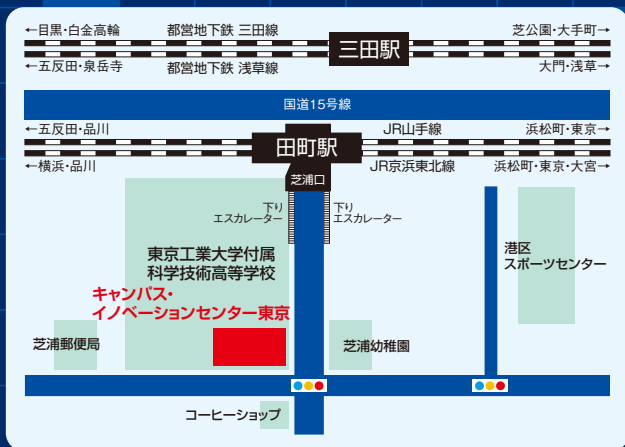 ←目黒・白金高輪
都営地下鉄 三田線
芝公園・大手町→
三田駅
←五反田・泉岳寺
都営地下鉄 浅草線
大門・浅草→
国道15号線
←五反田・品川
JR山手線
浜松町・東京→
田町駅
←横浜・品川
JR京浜東北線
浜松町・東京・大宮→
芝浦口
下り
エスカレーター
下り
エスカレーター
東京工業大学付属
科学技術高等学校
港区
スポーツセンター
キャンパス・
イノベーションセンター東京
芝浦郵便局
芝浦幼稚園
コーヒーショップ